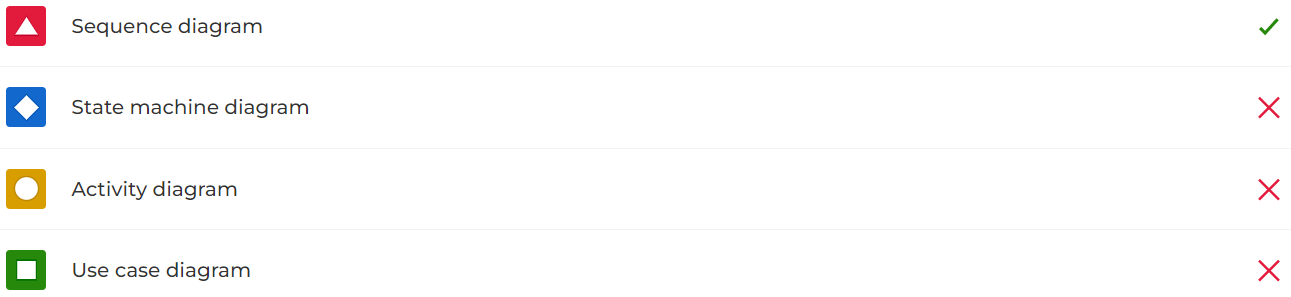 Sequence diagram
State machine diagram
Activity diagram
Use case diagram